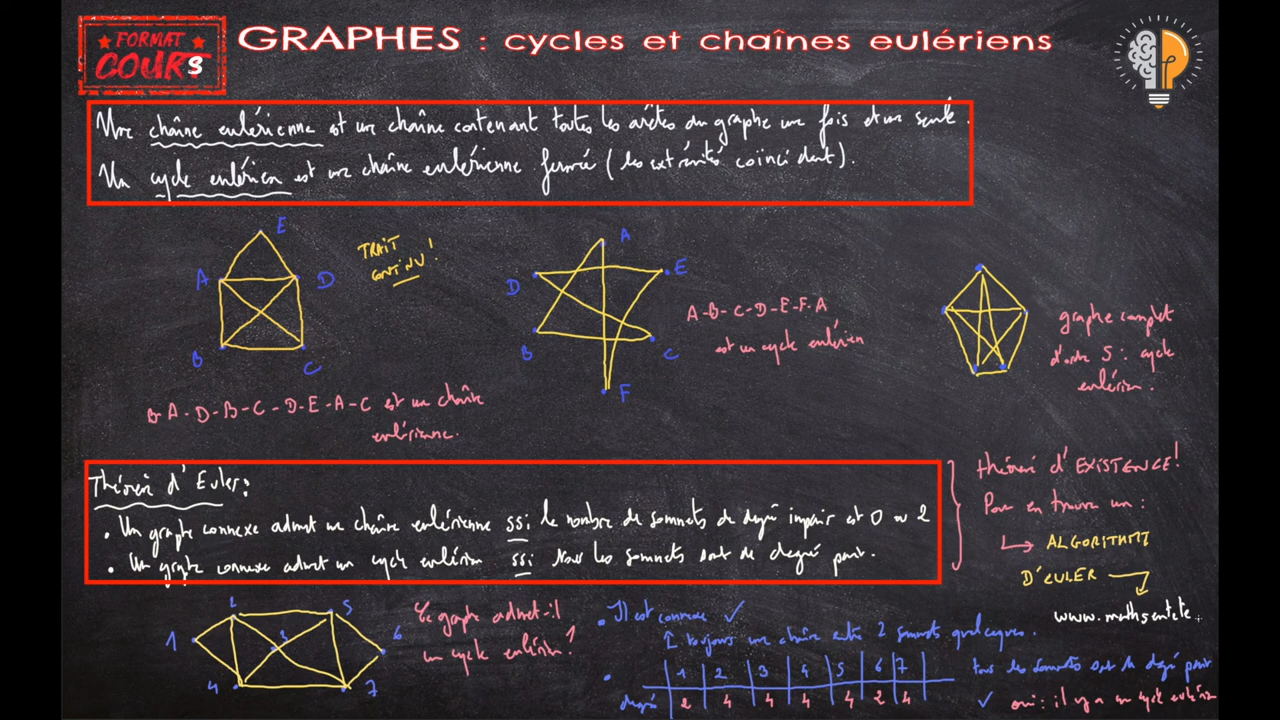 FORMAT
COURS
GRAPHES : cycles et chaînes eulériens
Une chaîne eulérienne est une chaîne contenant toutes les arêtes du graphe une fois et une seule.
Un cycle eulérien est une chaîne eulérienne fermée (les extrémités coïncident).
E
A
D
B
C
TRAIT
CONTINU !
B-A-D-B-C-D-E-A-C est une chaîne
eulérienne.
A
D
E
B
C
F
A-B-C-D-E-F-A
est un cycle eulérien
graphe complet
d'ordre 5 : cycle
eulérien.
Théorème d'Euler :
• Un graphe connexe admet une chaîne eulérienne ssi le nombre de sommets de degré impair est 0 ou 2
• Un graphe connexe admet un cycle eulérien ssi tous les sommets sont de degré pair.
théorème d'EXISTENCE !
Pour en trouver un :
ALGORITHME
D'EULER
www.mathsentete.
1
2
3
4
5
6
7
Ce graphe admet-il
un cycle eulérien ?
• Il est connexe ✓
toujours une chaîne entre 2 sommets quelconques.
1 2 3 4 5 6 7
degré 2 4 4 4 4 2 4
tous les sommets sont de degré pair
✓ oui : il y a un cycle eulérien